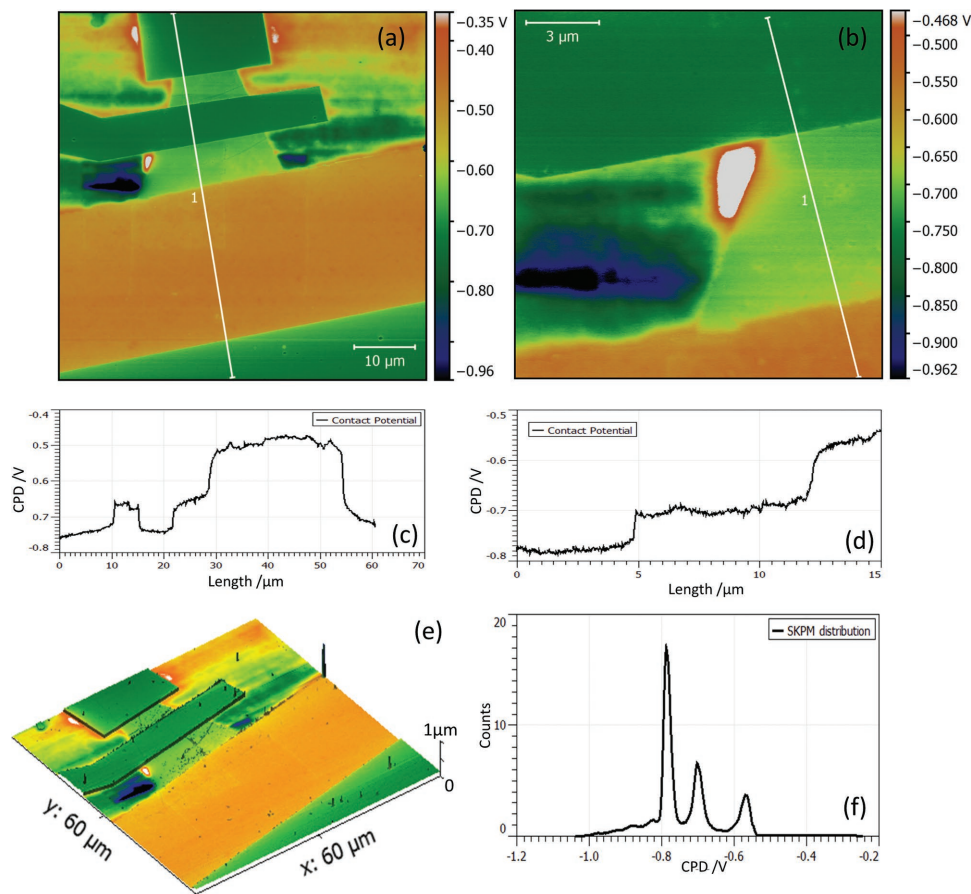 (a)
1
10 μm
−0.35 V
−0.40
−0.50
−0.60
−0.70
−0.80
−0.96
(b)
3 μm
1
−0.468 V
−0.500
−0.550
−0.600
−0.650
−0.700
−0.750
−0.800
−0.850
−0.900
−0.962
Contact Potential
CPD /V
-0.4
0.5
0.6
0.7
-0.8
0 10 20 30 40 50 60 70
Length /μm
(c)
Contact Potential
CPD /V
-0.5
-0.6
-0.7
-0.8
0 5 10 15
Length /μm
(d)
(e)
1μm
0
y: 60 μm
x: 60 μm
SKPM distribution
Counts
20
10
0
-1.2 -1.0 -0.8 -0.6 -0.4 -0.2
CPD /V
(f)